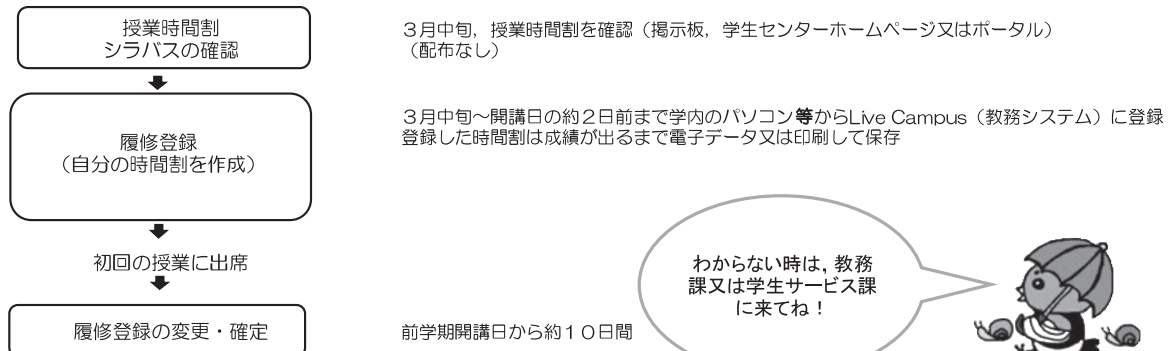 授業時間割
シラバスの確認
３月中旬，授業時間割を確認（掲示板，学生センターホームページ又はポータル）
（配布なし）
履修登録
（自分の時間割を作成）
３月中旬～開講日の約２日前まで学内のパソコン等からLive Campus（教務システム）に登録
登録した時間割は成績が出るまで電子データ又は印刷して保存
初回の授業に出席
わからない時は，教務
課又は学生サービス課
に来てね！
履修登録の変更・確定
前学期開講日から約１０日間